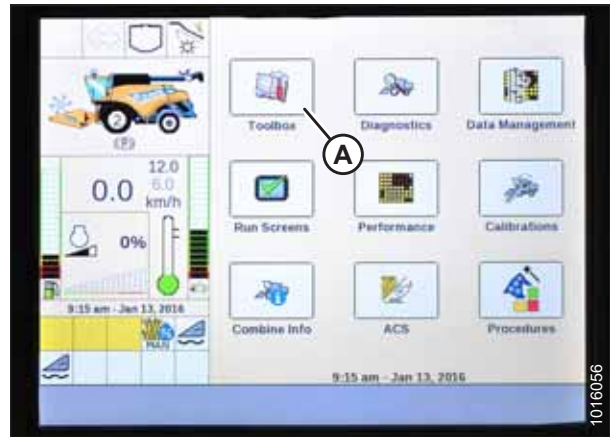 2
(P)
12.0
6.0
0.0
km/h
0%
9:15 am - Jan 13, 2016
MAN
Toolbox
Diagnostics
Data Management
A
Run Screens
Performance
Calibrations
Combine Info
ACS
Procedures
9:15 am - Jan 13, 2016
1016056